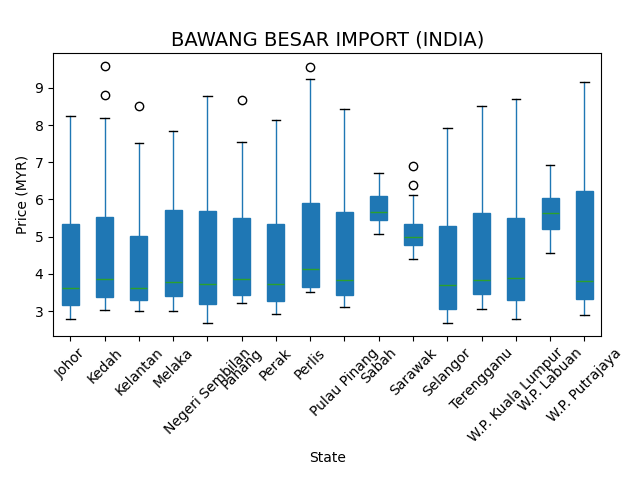 BAWANG BESAR IMPORT (INDIA)
9
8
7
6
5
4
3
Price (MYR)
Johor
Kedah
Kelantan
Melaka
Negeri Sembilan
Pahang
Perak
Perlis
Pulau Pinang
Sabah
Sarawak
Selangor
Terengganu
W.P. Kuala Lumpur
W.P. Labuan
W.P. Putrajaya
State